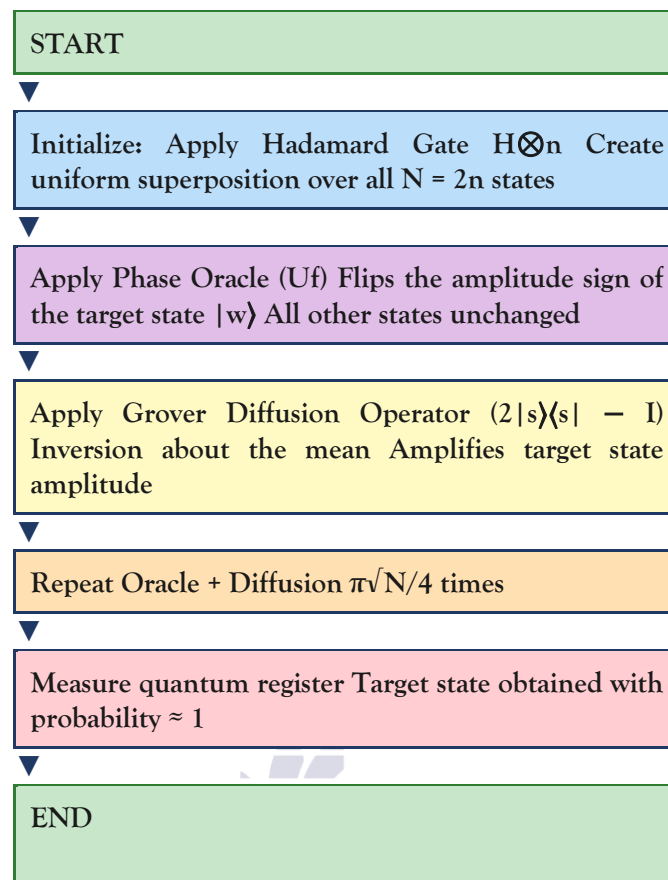 START
Initialize: Apply Hadamard Gate H⊗n Create
uniform superposition over all N = 2n states
Apply Phase Oracle (Uf) Flips the amplitude sign of
the target state |w⟩ All other states unchanged
Apply Grover Diffusion Operator (2|s⟩⟨s| − I)
Inversion about the mean Amplifies target state
amplitude
Repeat Oracle + Diffusion π√N/4 times
Measure quantum register Target state obtained with
probability ≈ 1
END